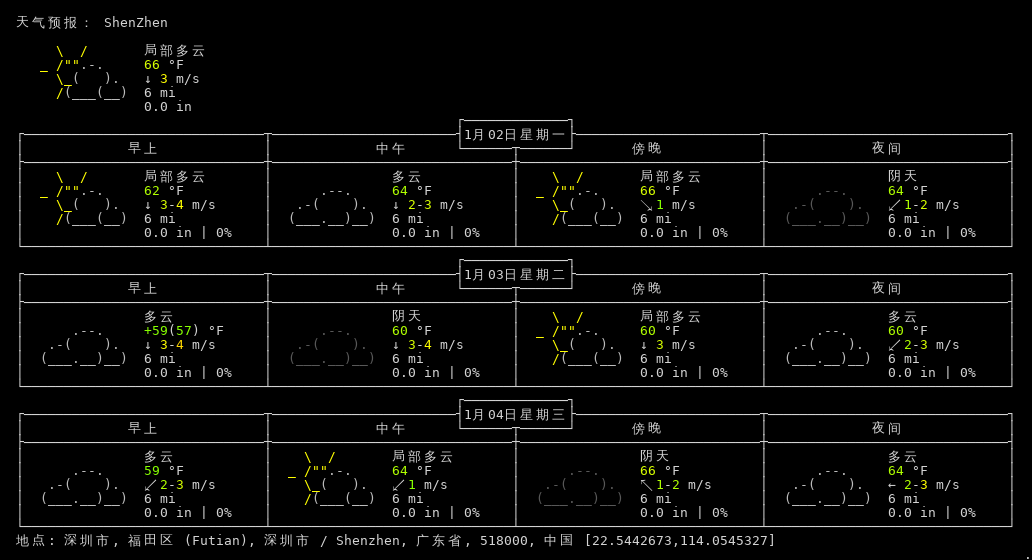 天气预报： ShenZhen
局部多云
66 °F
↓ 3 m/s
6 mi
0.0 in
1月02日星期一
早上 中午 傍晚 夜间
局部多云 多云 局部多云 阴天
62 °F 64 °F 66 °F 64 °F
↓ 3-4 m/s ↓ 2-3 m/s ↘ 1 m/s ↙ 1-2 m/s
6 mi 6 mi 6 mi 6 mi
0.0 in | 0% 0.0 in | 0% 0.0 in | 0% 0.0 in | 0%
1月03日星期二
早上 中午 傍晚 夜间
多云 阴天 局部多云 多云
+59(57) °F 60 °F 60 °F 60 °F
↓ 3-4 m/s ↓ 3-4 m/s ↓ 3 m/s ↙ 2-3 m/s
6 mi 6 mi 6 mi 6 mi
0.0 in | 0% 0.0 in | 0% 0.0 in | 0% 0.0 in | 0%
1月04日星期三
早上 中午 傍晚 夜间
多云 局部多云 阴天 多云
59 °F 64 °F 66 °F 64 °F
↙ 2-3 m/s ↙ 1 m/s ↖ 1-2 m/s ← 2-3 m/s
6 mi 6 mi 6 mi 6 mi
0.0 in | 0% 0.0 in | 0% 0.0 in | 0% 0.0 in | 0%
地点: 深圳市, 福田区 (Futian), 深圳市 / Shenzhen, 广东省, 518000, 中国 [22.5442673,114.0545327]